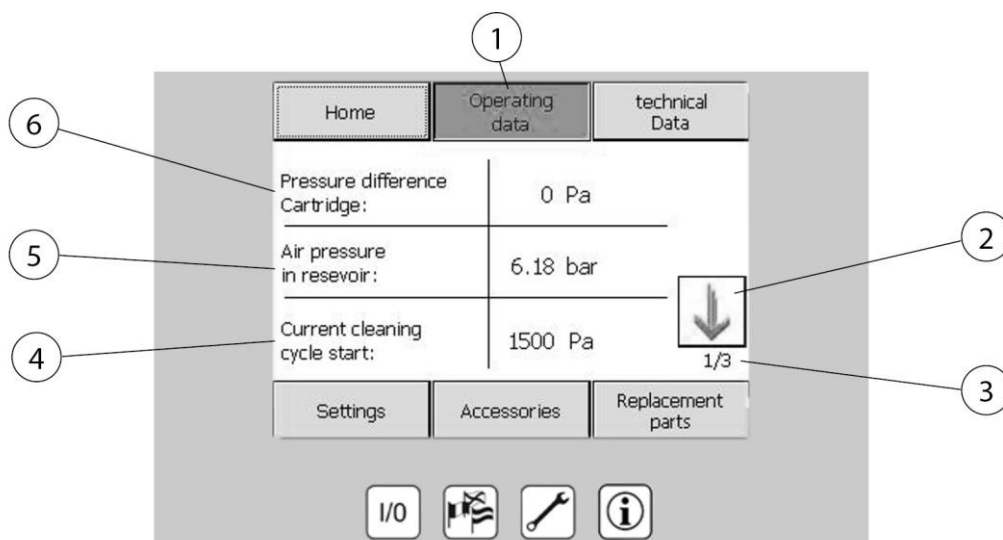 1
Home
Operating
data
technical
Data
6
Pressure difference
Cartridge:
0 Pa
2
5
Air pressure
in resevoir:
6.18 bar
4
Current cleaning
cycle start:
1500 Pa
1/3
3
Settings
Accessories
Replacement
parts
I/0
i